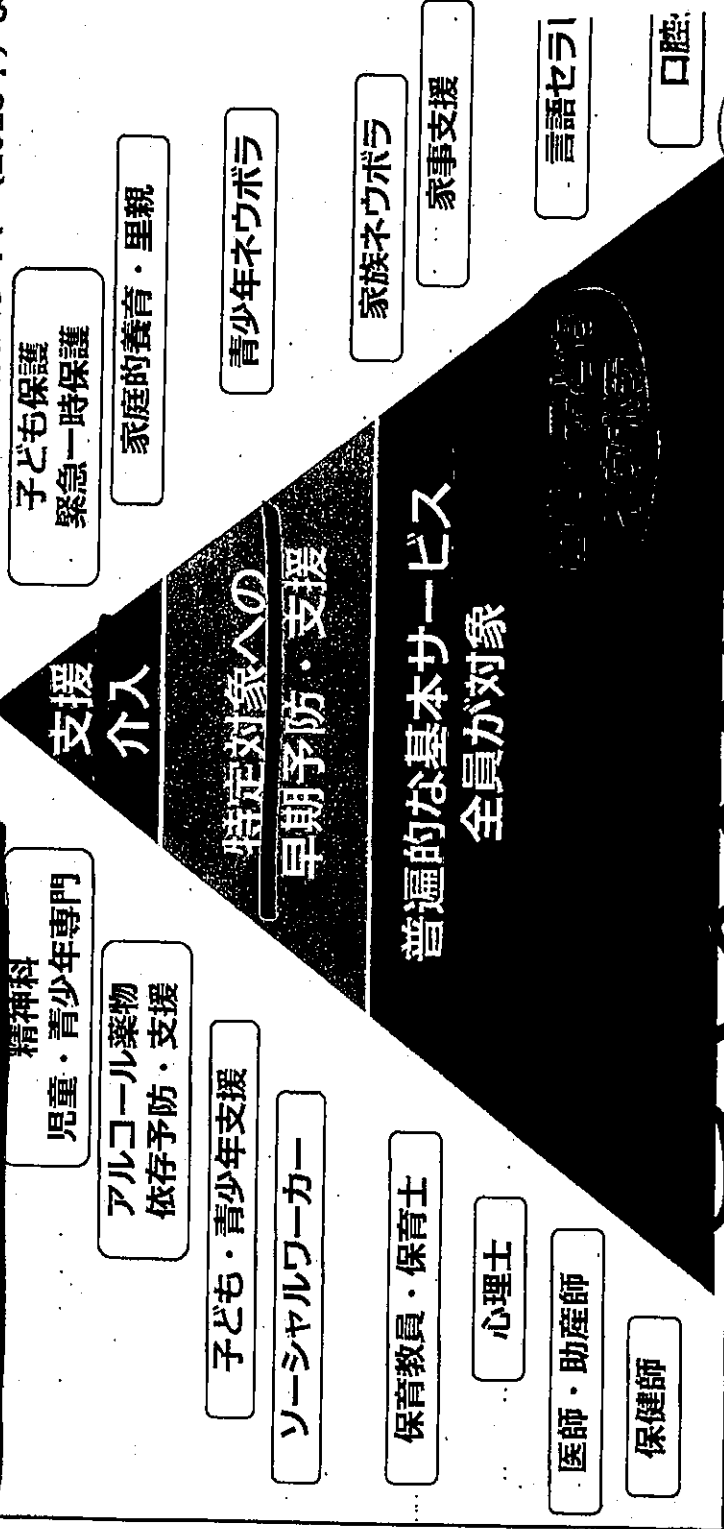 精神科
児童・青少年専門
アルコール薬物
依存予防・支援
子ども・青少年支援
ソーシャルワーカー
保育教員・保育士
心理士
医師・助産師
保健師
支援
介入
特定対象への
早期予防・支援
普遍的な基本サービス
全員が対象
子ども保護
緊急一時保護
家庭的養育・里親
青少年ネウボラ
家族ネウボラ
家事支援
言語セラ
口腔